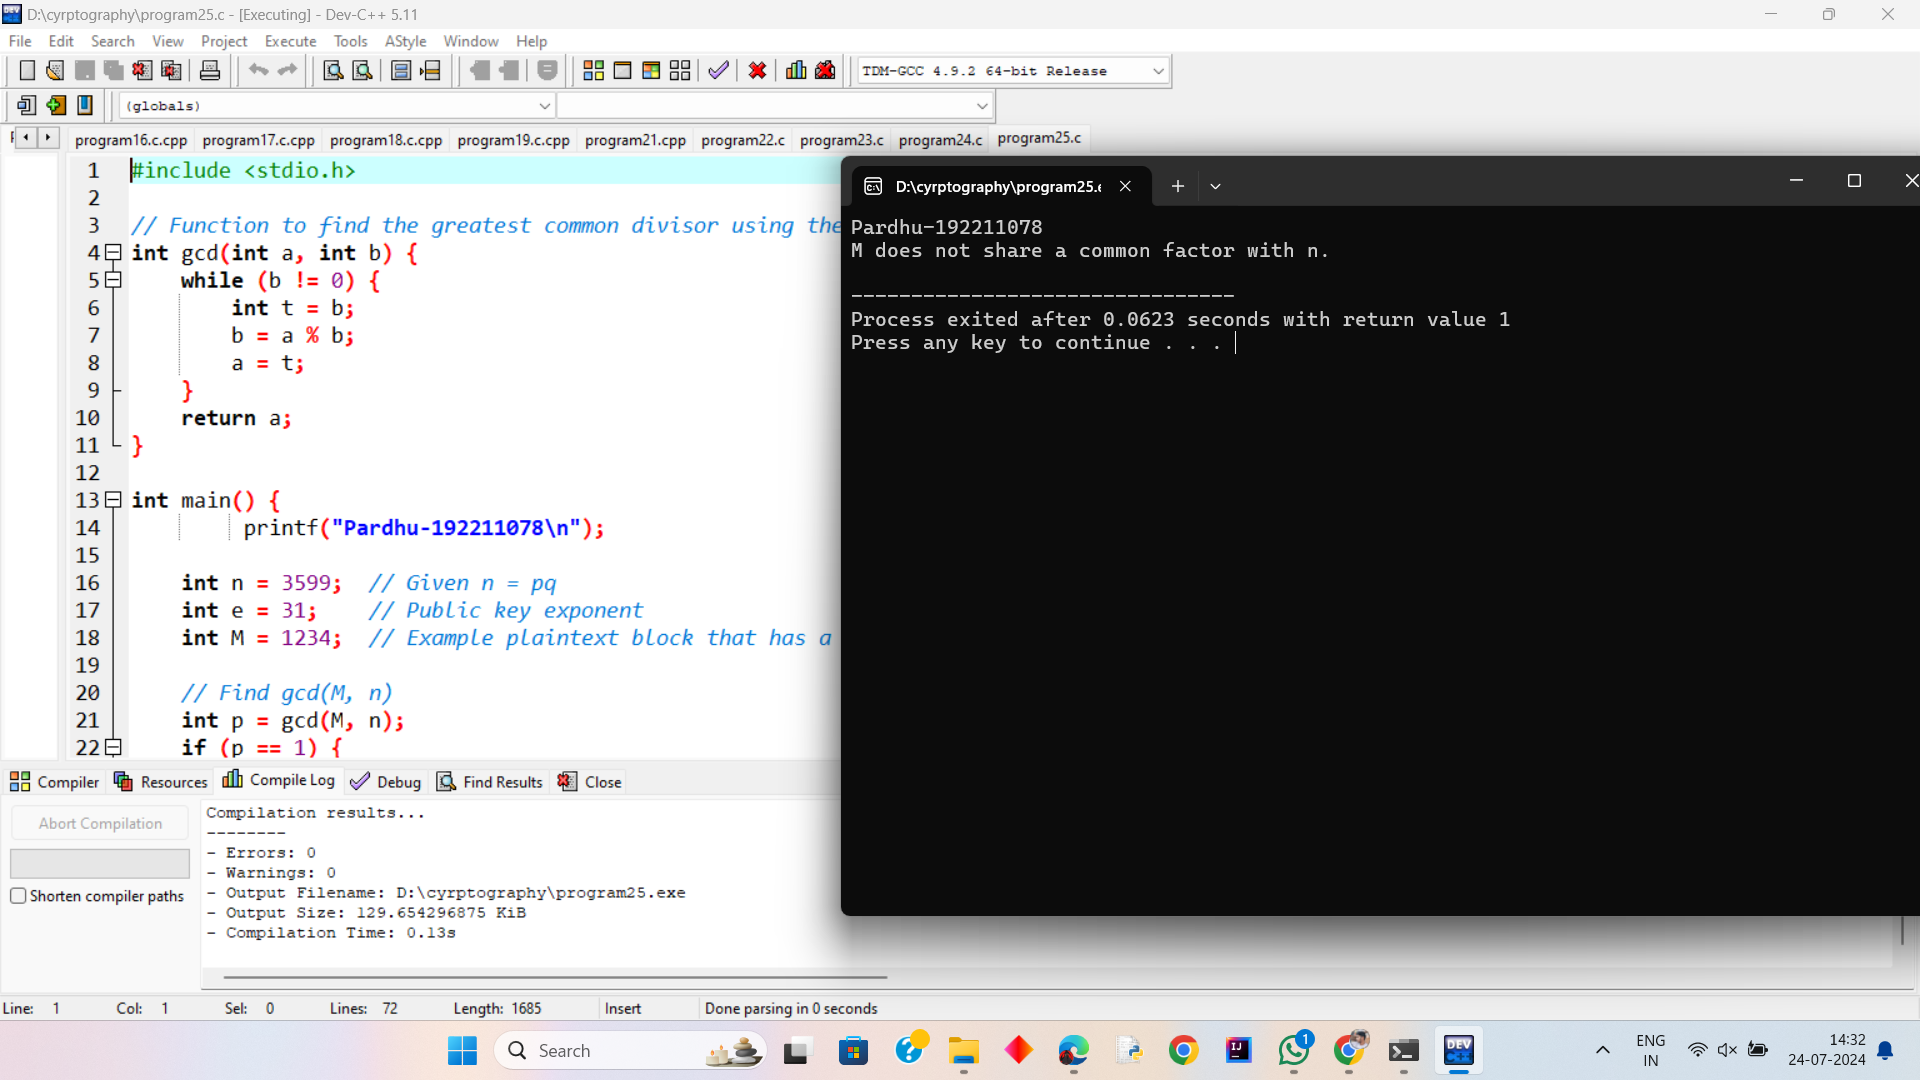 D:\cyrptography\program25.c - [Executing] - Dev-C++ 5.11
File Edit Search View Project Execute Tools AStyle Window Help
TDM-GCC 4.9.2 64-bit Release
(globals)
program16.c.cpp program17.c.cpp program18.c.cpp program19.c.cpp program21.cpp program22.c program23.c program24.c program25.c
1 #include <stdio.h>
2
3 // Function to find the greatest common divisor using the
4 int gcd(int a, int b) {
5 while (b != 0) {
6 int t = b;
7 b = a % b;
8 a = t;
9 }
10 return a;
11 }
12
13 int main() {
14 printf("Pardhu-192211078\n");
15
16 int n = 3599; // Given n = pq
17 int e = 31; // Public key exponent
18 int M = 1234; // Example plaintext block that has a
19
20 // Find gcd(M, n)
21 int p = gcd(M, n);
22 if (p == 1) {
D:\cyrptography\program25.e
Pardhu-192211078
M does not share a common factor with n.
--------------------------------
Process exited after 0.0623 seconds with return value 1
Press any key to continue . . .
Compiler Resources Compile Log Debug Find Results Close
Abort Compilation
Shorten compiler paths
Compilation results...
--------
- Errors: 0
- Warnings: 0
- Output Filename: D:\cyrptography\program25.exe
- Output Size: 129.654296875 KiB
- Compilation Time: 0.13s
Line: 1 Col: 1 Sel: 0 Lines: 72 Length: 1685 Insert Done parsing in 0 seconds
Search
1
IJ
DEV C++
ENG
IN
14:32
24-07-2024